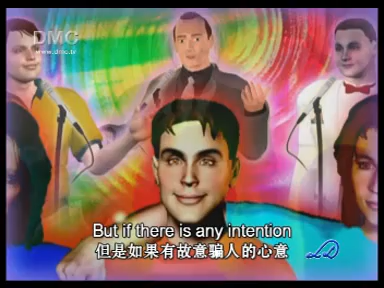 DMC
www.dmc.tv
But if there is any intention
但是如果有故意騙人的心意